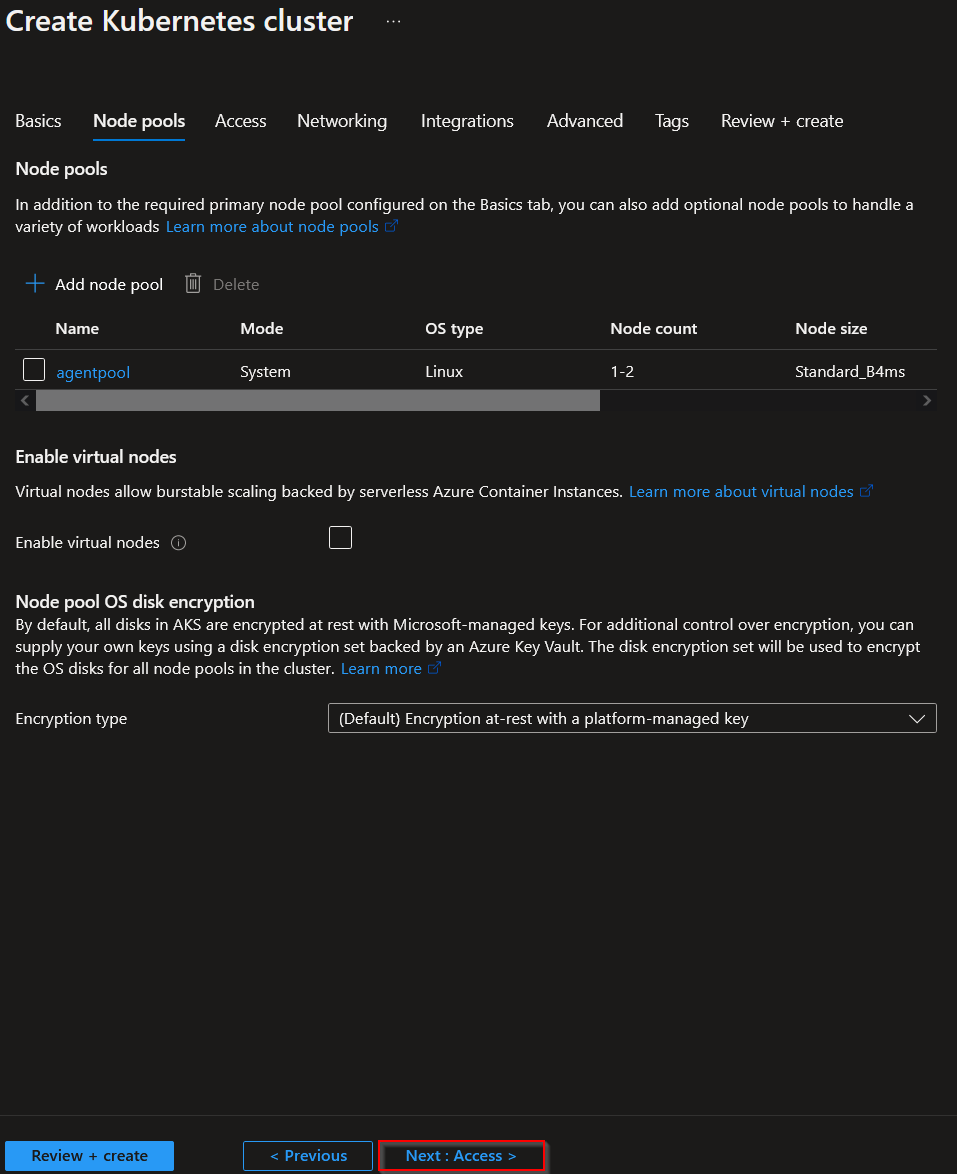 Create Kubernetes cluster ...
Basics Node pools Access Networking Integrations Advanced Tags Review + create
Node pools
In addition to the required primary node pool configured on the Basics tab, you can also add optional node pools to handle a
variety of workloads Learn more about node pools
Add node pool Delete
Name Mode OS type Node count Node size
agentpool System Linux 1-2 Standard_B4ms
Enable virtual nodes
Virtual nodes allow burstable scaling backed by serverless Azure Container Instances. Learn more about virtual nodes
Enable virtual nodes
Node pool OS disk encryption
By default, all disks in AKS are encrypted at rest with Microsoft-managed keys. For additional control over encryption, you can
supply your own keys using a disk encryption set backed by an Azure Key Vault. The disk encryption set will be used to encrypt
the OS disks for all node pools in the cluster. Learn more
Encryption type (Default) Encryption at-rest with a platform-managed key
Review + create < Previous Next : Access >